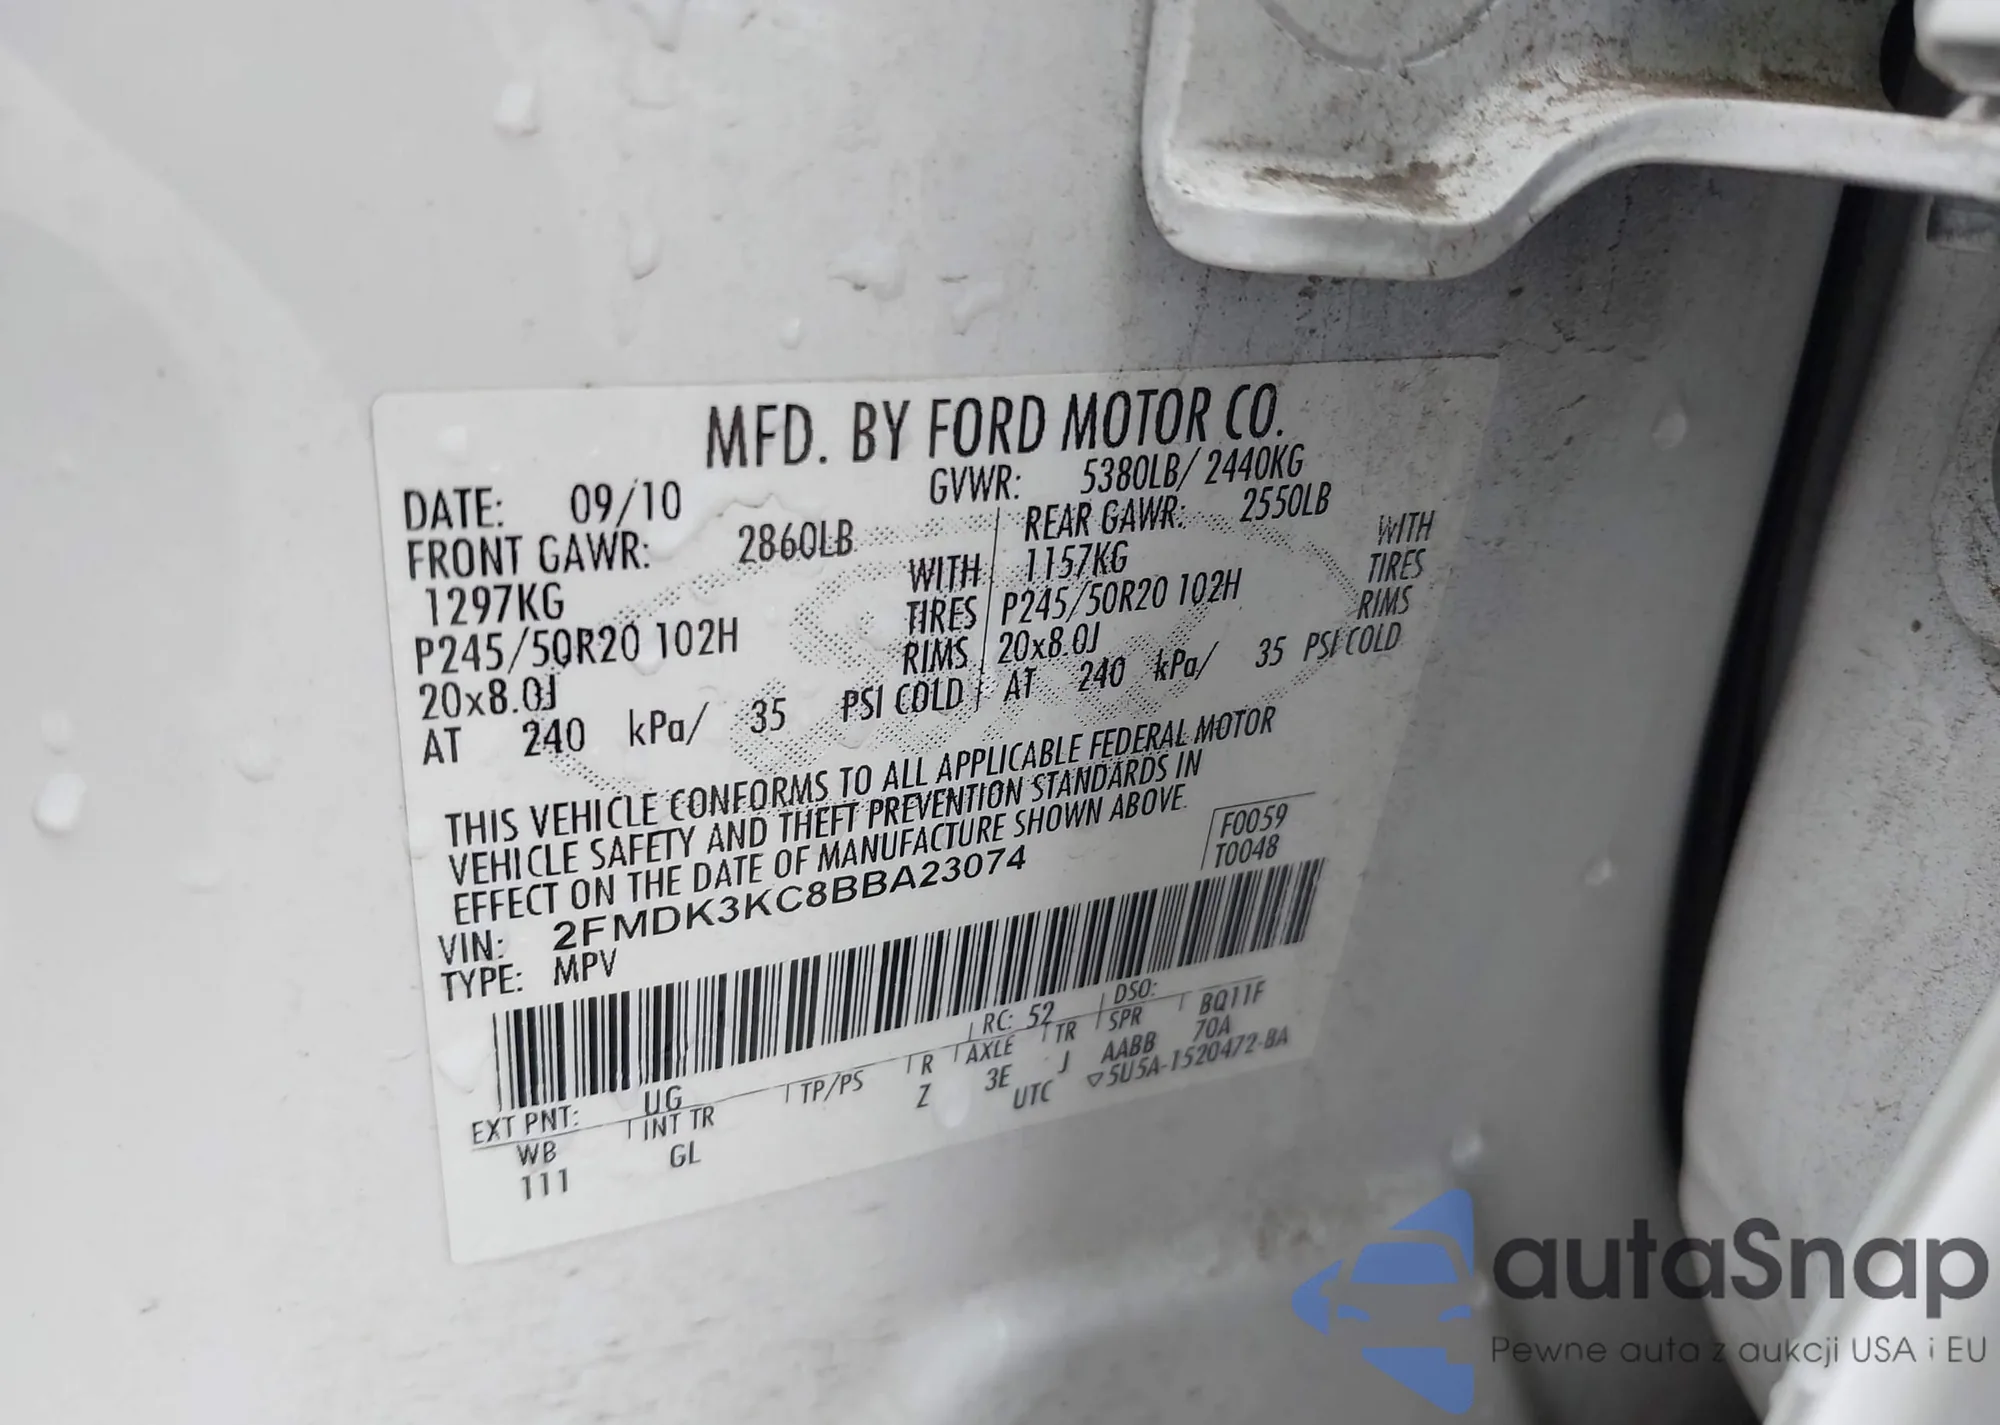 MFD. BY FORD MOTOR CO.
DATE: 09/10 GVWR: 5380LB/ 2440KG
FRONT GAWR: 2860LB REAR GAWR: 2550LB
1297KG WITH 1157KG WITH
P245/50R20 102H TIRES P245/50R20 102H TIRES
20x8.0J RIMS 20x8.0J RIMS
AT 240 kPa/ 35 PSI COLD AT 240 kPa/ 35 PSI COLD
THIS VEHICLE CONFORMS TO ALL APPLICABLE FEDERAL MOTOR
VEHICLE SAFETY AND THEFT PREVENTION STANDARDS IN
EFFECT ON THE DATE OF MANUFACTURE SHOWN ABOVE.
F0059
T0048
VIN: 2FMDK3KC8BBA23074
TYPE: MPV
EXT PNT: UG RC: 52 DSO:
WB INT TR TP/PS R AXLE TR SPR BQ11F
111 GL Z 3E J AABB 70A
UTC ▽5U5A-1520472-BA
autaSnap
Pewne auta z aukcji USA i EU